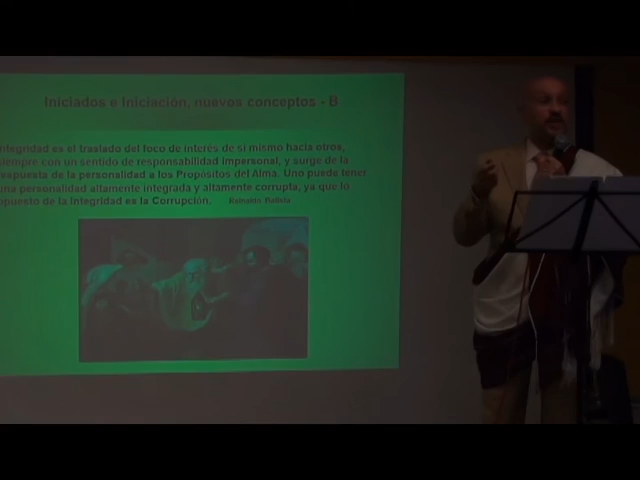 Iniciados e Iniciación, nuevos conceptos - B
Integridad es el traslado del foco de interés de si mismo hacia otros,
siempre con un sentido de responsabilidad impersonal, y surge de la
respuesta de la personalidad a los Propósitos del Alma. Uno puede tener
una personalidad altamente integrada y altamente corrupta, ya que lo
opuesto de la Integridad es la Corrupción.